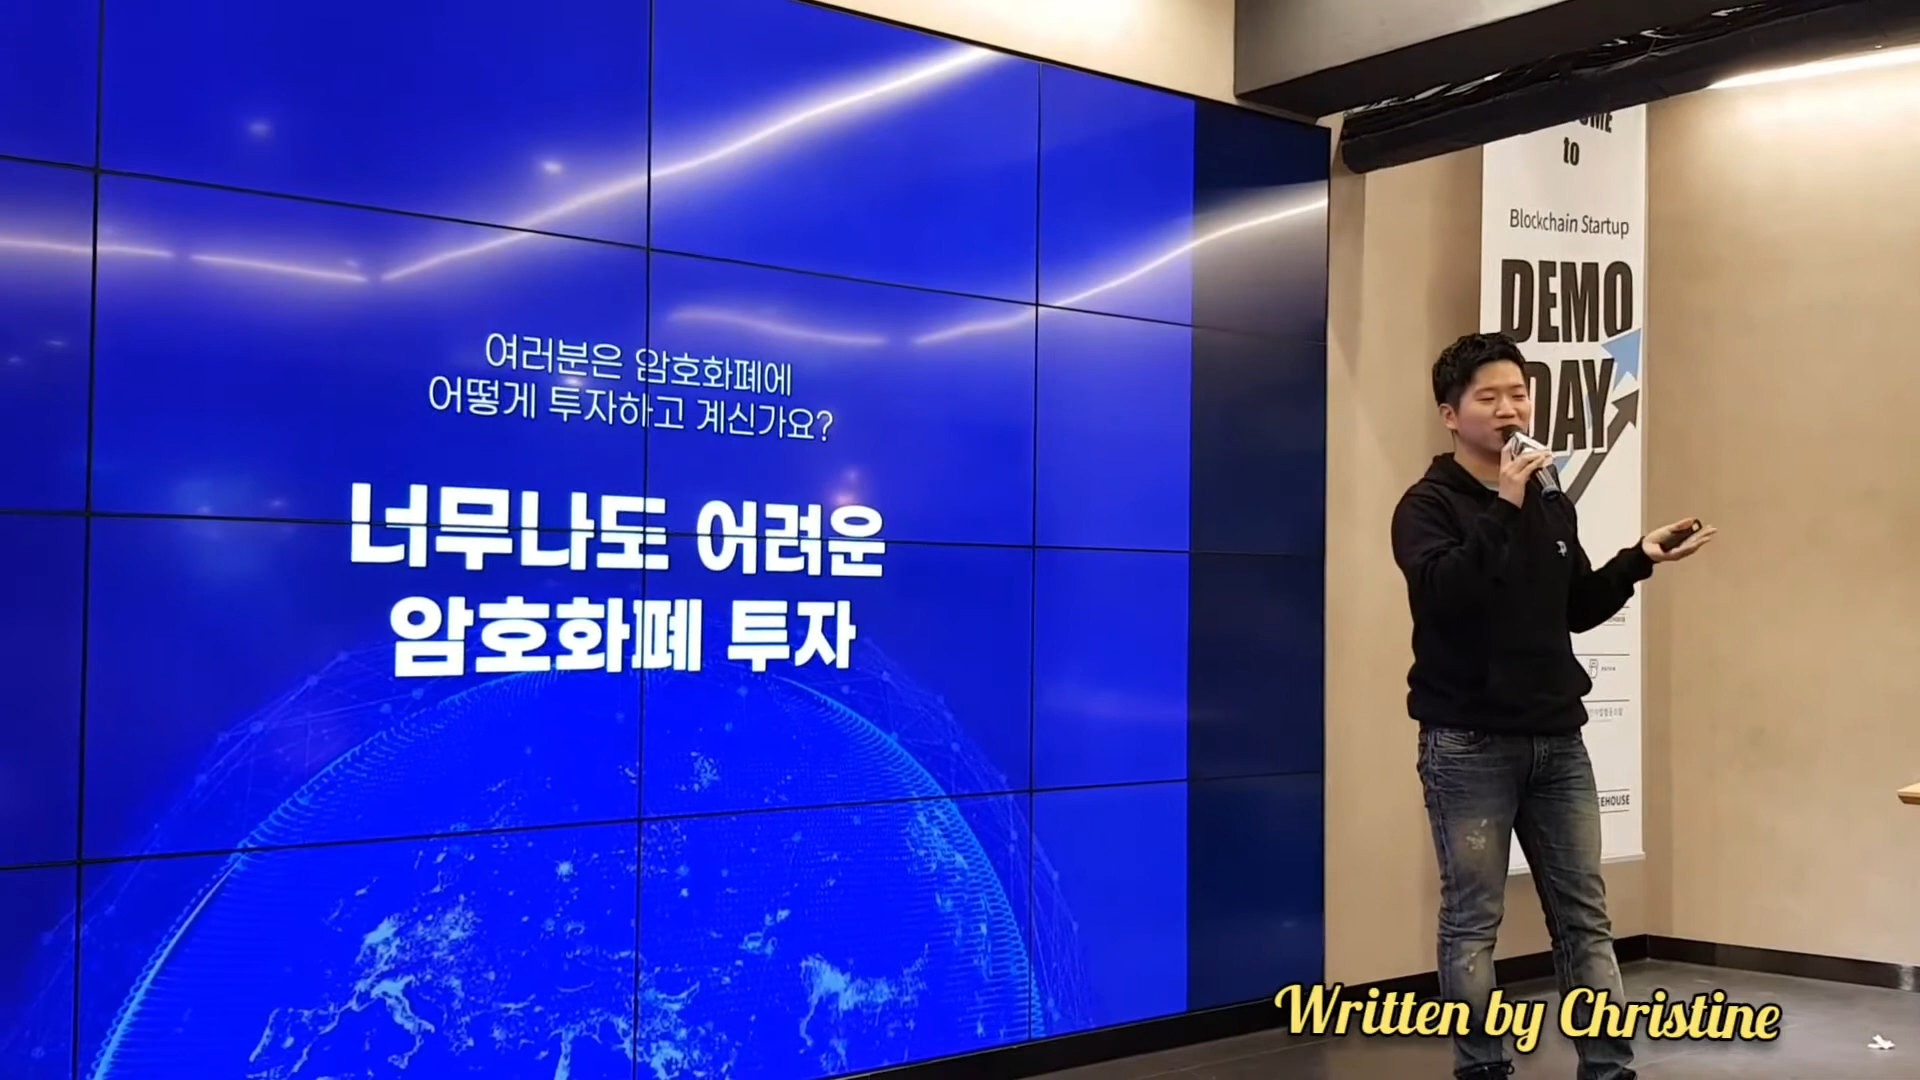 여러분은 암호화폐에
어떻게 투자하고 계신가요?
너무나도 어려운
암호화폐 투자
to
Blockchain Startup
DEMO
DAY
Written by Christine